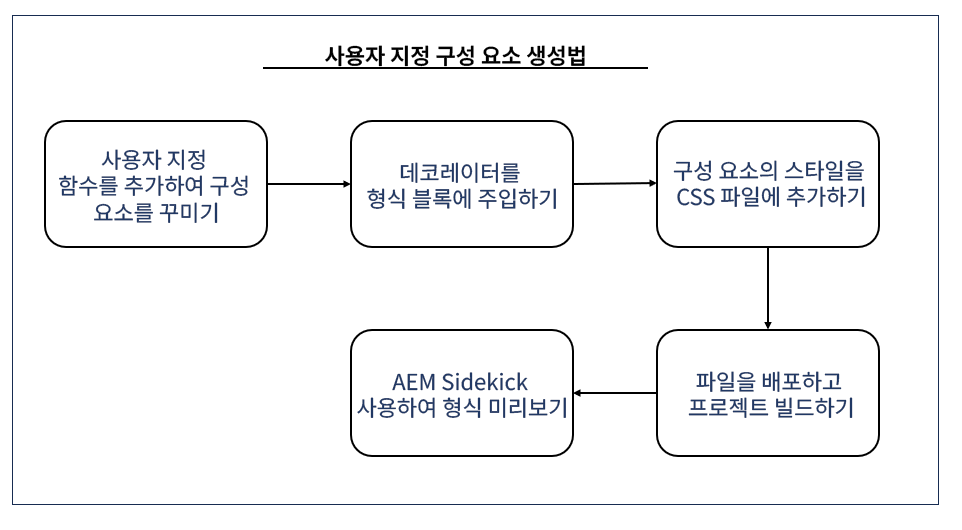 사용자 지정 구성 요소 생성법
사용자 지정
함수를 추가하여 구성
요소를 꾸미기
데코레이터를
형식 블록에 주입하기
구성 요소의 스타일을
CSS 파일에 추가하기
파일을 배포하고
프로젝트 빌드하기
AEM Sidekick
사용하여 형식 미리보기